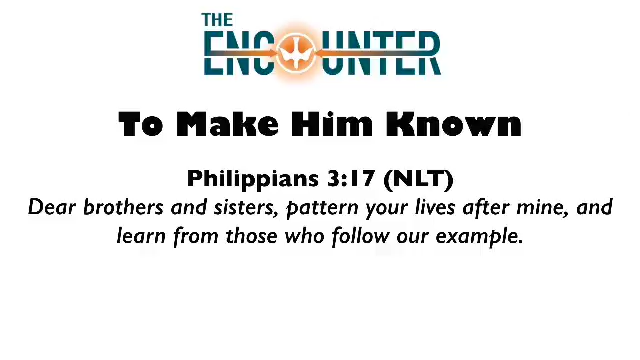 THE
ENCOUNTER
To Make Him Known
Philippians 3:17 (NLT)
Dear brothers and sisters, pattern your lives after mine, and
learn from those who follow our example.